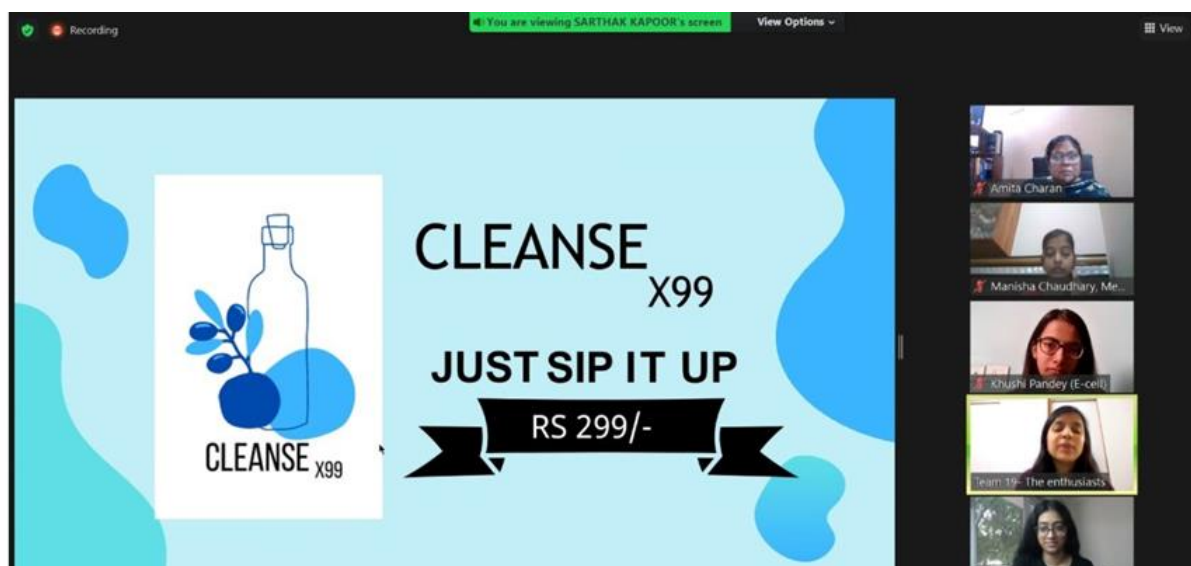 Recording
You are viewing SARTHAK KAPOOR's screen
View Options
View
CLEANSE
X99
JUST SIP IT UP
RS 299/-
CLEANSE X99
Amita Charan
Manisha Chaudhary, Me...
Khushi Pandey (E-cell)
Team 19- The enthusiasts